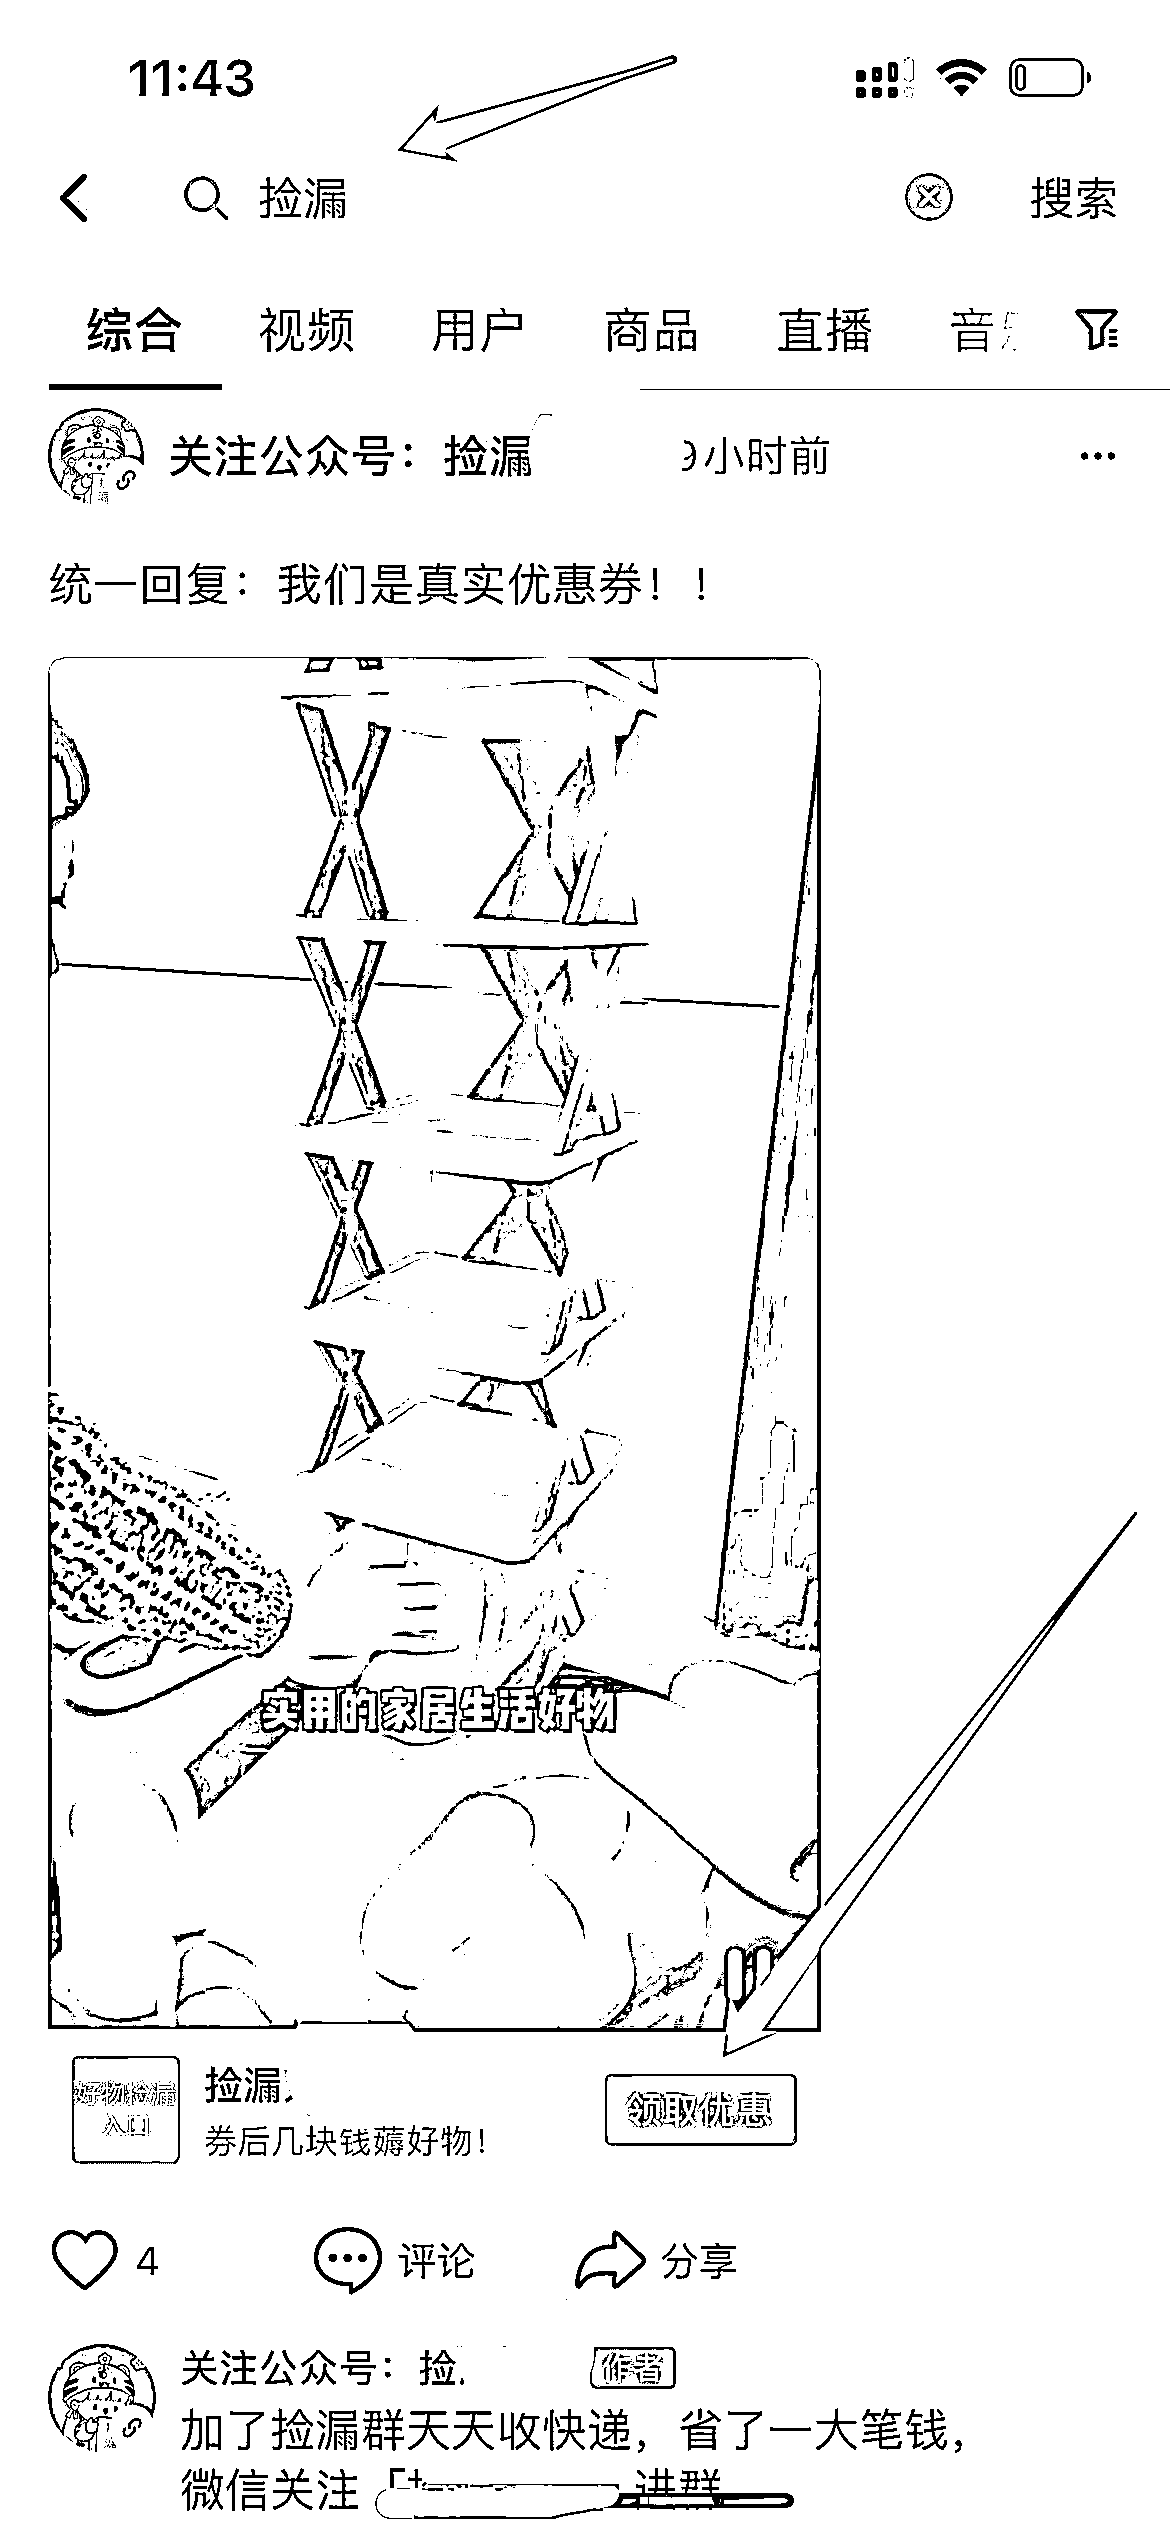 11:43
捡漏
搜索
综合 视频 用户 商品 直播 音
关注公众号：捡漏
9小时前
统一回复：我们是真实优惠券！！
实用的家居生活好物
好物捡漏
入口
捡漏
券后几块钱薅好物！
领取优惠
4 评论 分享
关注公众号：捡
作者
加了捡漏群天天收快递，省了一大笔钱，
微信关注 进群